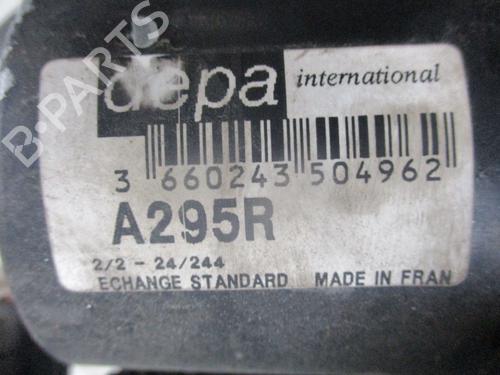 B-PARTS
depa international
3 660243 504962
A295R
2/2 - 24/244
ECHANGE STANDARD MADE IN FRAN